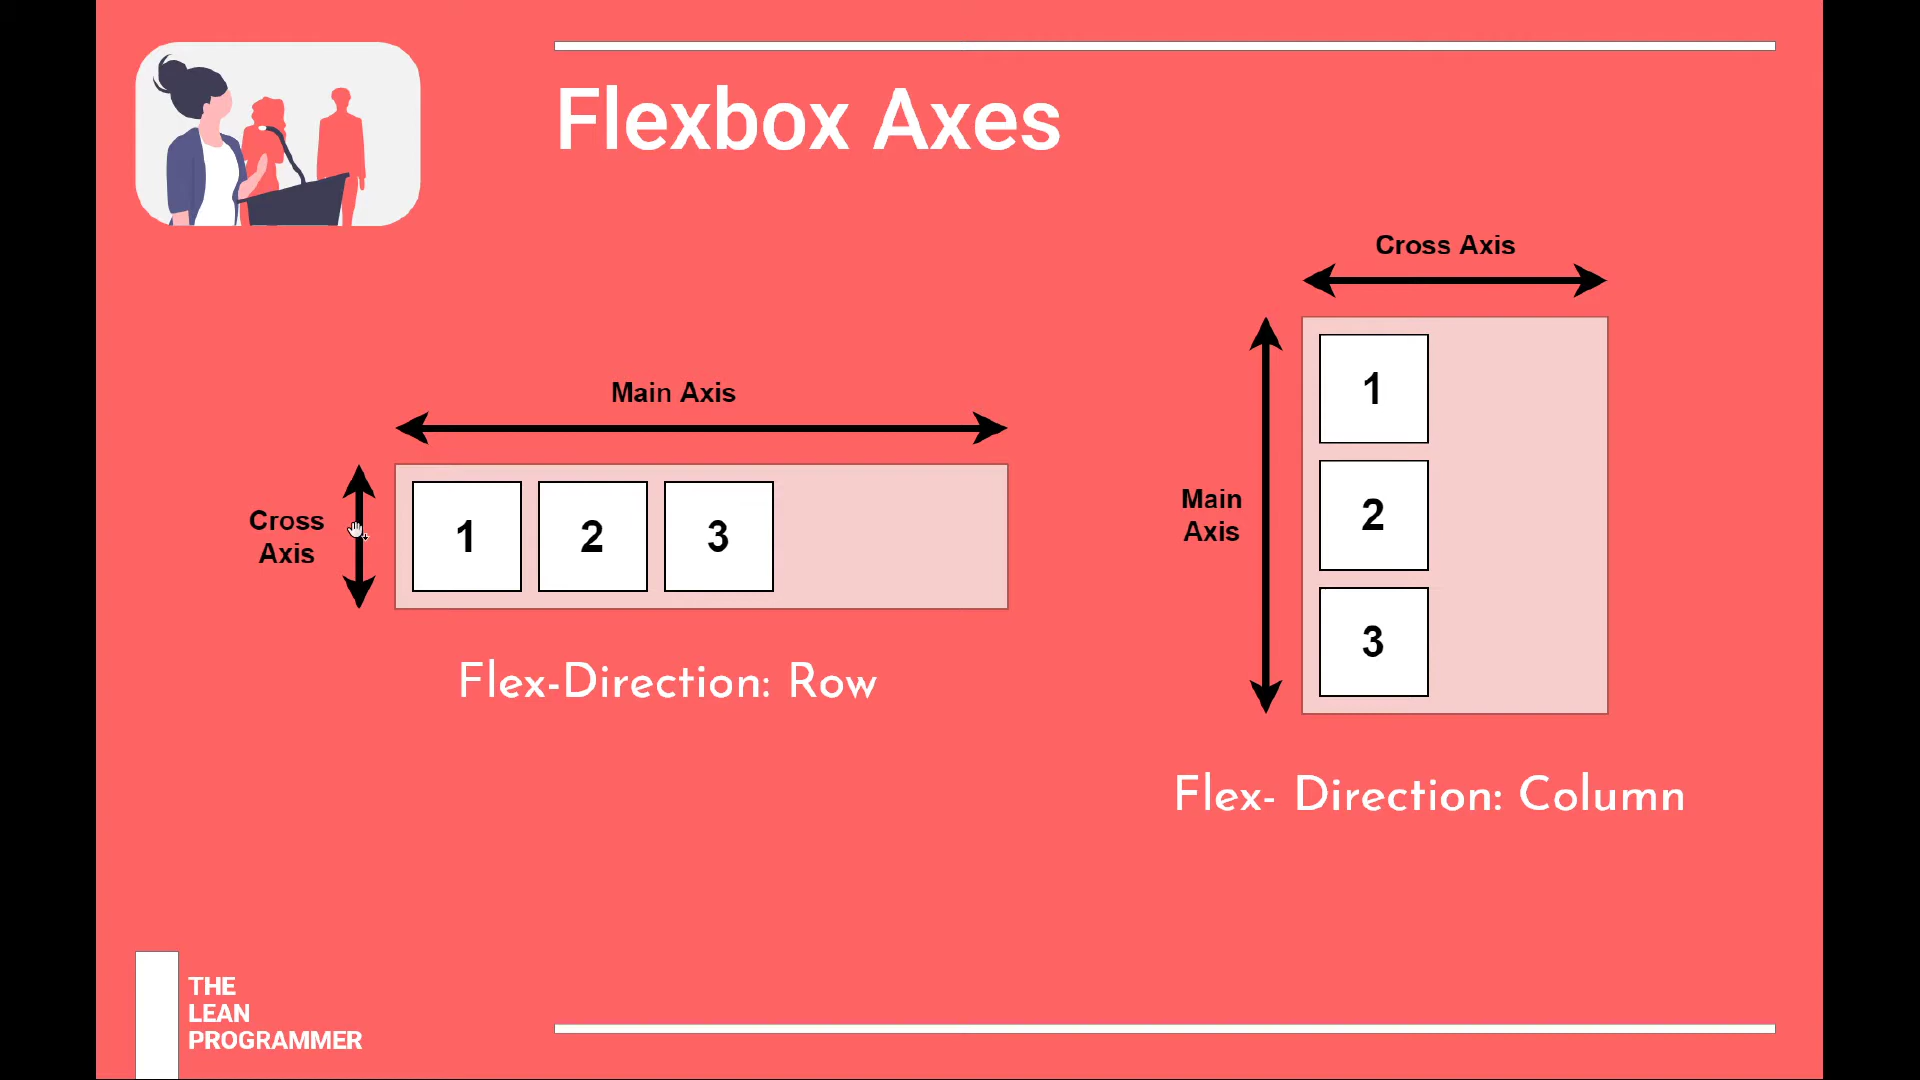 Flexbox Axes
Main Axis
Cross
Axis
1 2 3
Flex-Direction: Row
Cross Axis
Main
Axis
1
2
3
Flex- Direction: Column
THE
LEAN
PROGRAMMER